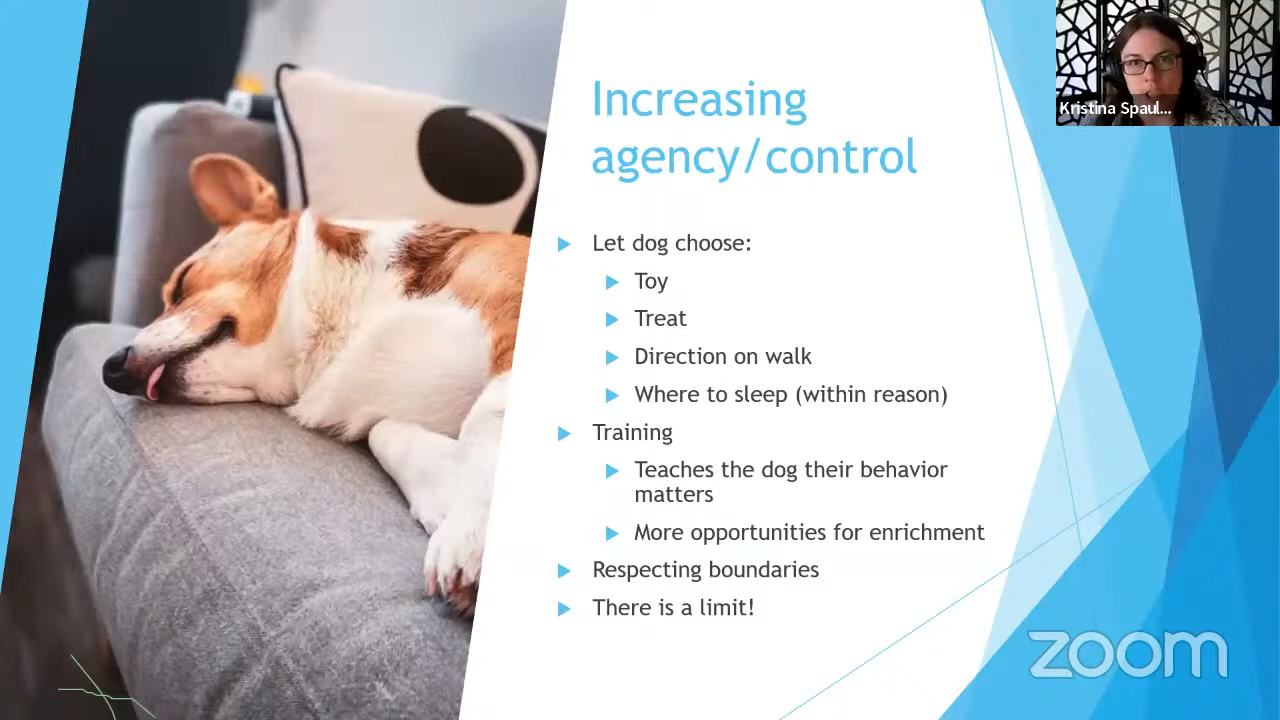 Increasing
agency/control
Kristina Spaul...
Let dog choose:
Toy
Treat
Direction on walk
Where to sleep (within reason)
Training
Teaches the dog their behavior
matters
More opportunities for enrichment
Respecting boundaries
There is a limit!
zoom